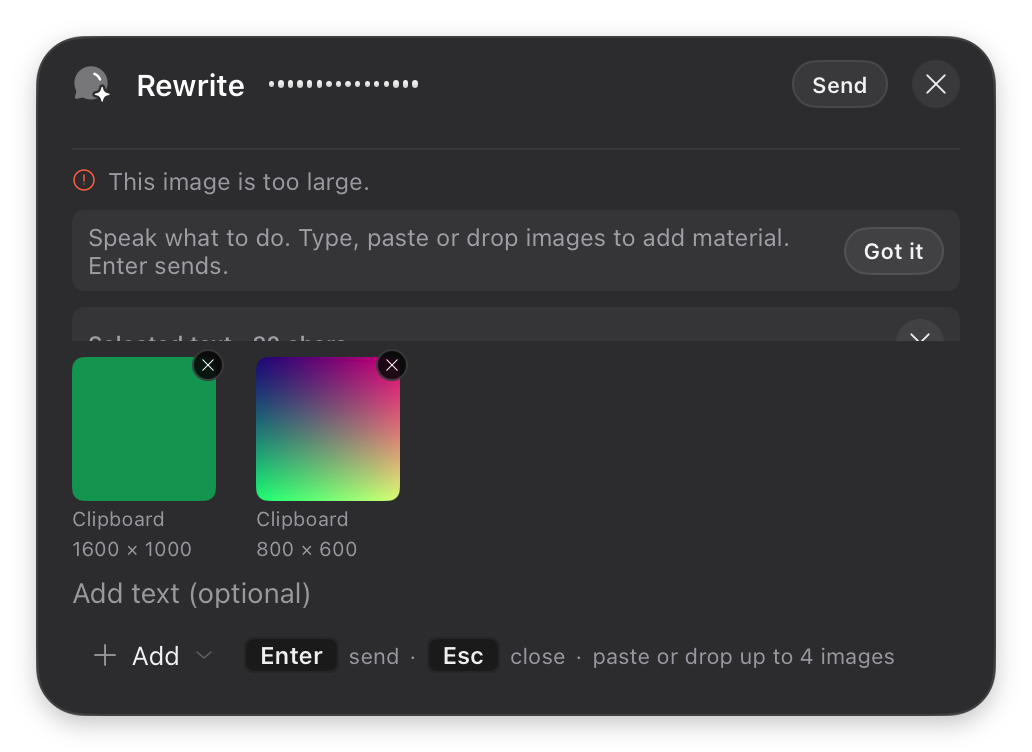 Rewrite
Send
This image is too large.
Speak what to do. Type, paste or drop images to add material.
Enter sends.
Got it
Selected text
Clipboard
1600 × 1000
Clipboard
800 × 600
Add text (optional)
Add
Enter send · Esc close · paste or drop up to 4 images